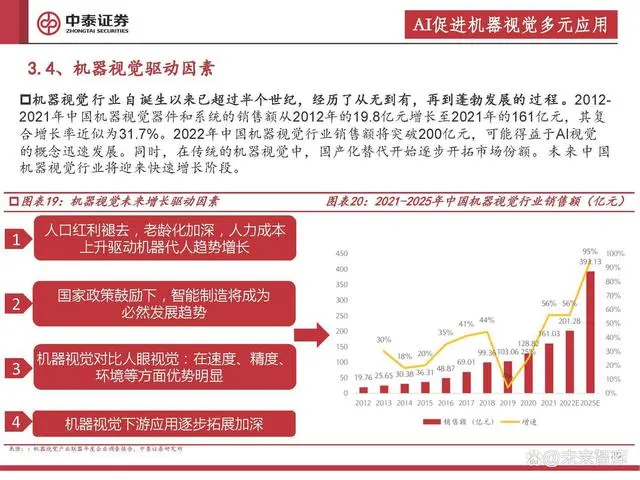 中泰证券
ZHONGTAI SECURITIES
AI促进机器视觉多元应用
3.4、机器视觉驱动因素
□机器视觉行业自诞生以来已超过半个世纪，经历了从无到有，再到蓬勃发展的过程。2012-
2021年中国机器视觉器件和系统的销售额从2012年的19.8亿元增长至2021年的161亿元，其复
合增长率近似为31.7%。2022年中国机器视觉行业销售额将突破200亿元，可能得益于AI视觉
的概念迅速发展。同时，在传统的机器视觉中，国产化替代开始逐步开拓市场份额。未来中国
机器视觉行业将迎来快速增长阶段。
□图表19：机器视觉未来增长驱动因素
图表20：2021-2025年中国机器视觉行业销售额（亿元）
1
人口红利褪去，老龄化加深，人力成本
上升驱动机器代人趋势增长
2
国家政策鼓励下，智能制造将成为
必然发展趋势
3
机器视觉对比人眼视觉：在速度、精度、
环境等方面优势明显
4
机器视觉下游应用逐步拓展加深
450
400
350
300
250
200
150
100
50
0
30%
18%
20%
35%
41%
44%
25%
56%
56%
95%
19.76
25.65
30.38
36.31
48.87
69.01
99.36
103.06
128.82
161.03
201.28
393.13
100%
90%
80%
70%
60%
50%
40%
30%
20%
10%
0%
2012 2013 2014 2015 2016 2017 2018 2019 2020 2021 2022E 2025E
销售额（亿元）
增速
来源：：机器视觉产业联盟年度企业调查报告，中泰证券研究所
未来智库